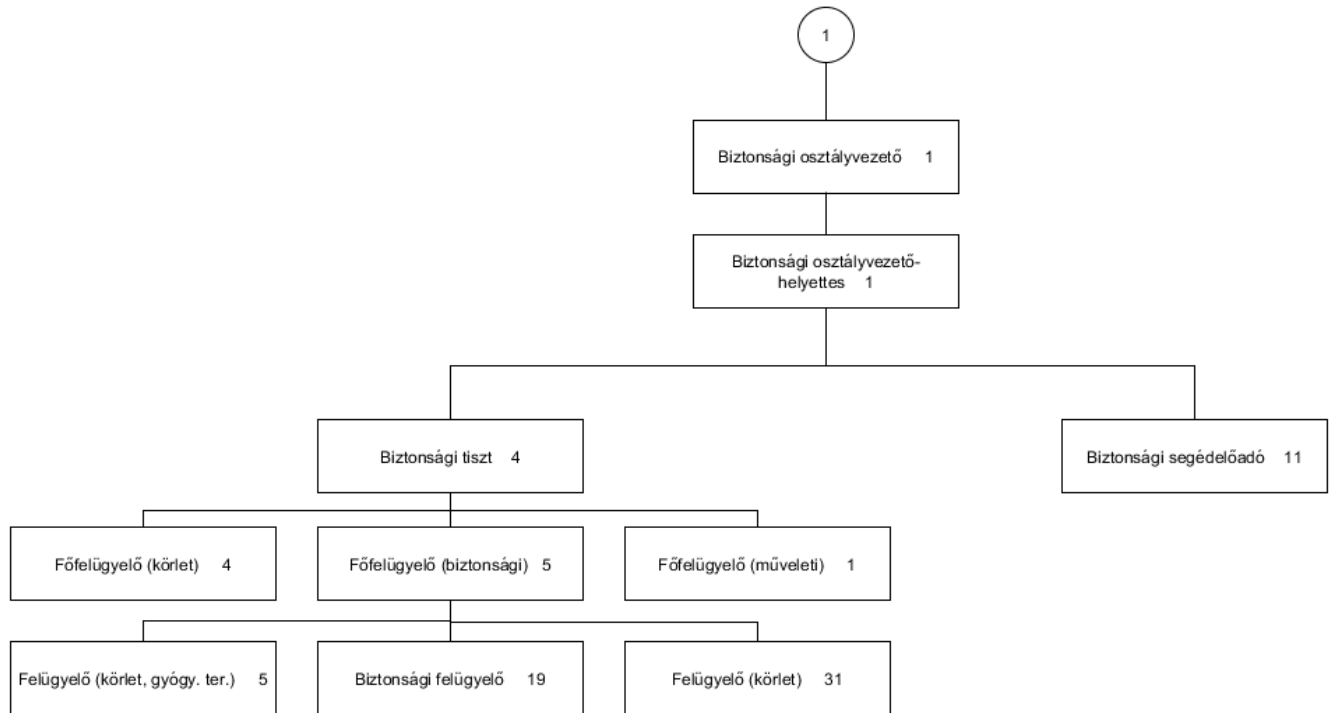 1
Biztonsági osztályvezető 1
Biztonsági osztályvezető-
helyettes 1
Biztonsági tiszt 4
Biztonsági segédelőadó 11
Főfelügyelő (körlet) 4
Főfelügyelő (biztonsági) 5
Főfelügyelő (műveleti) 1
Felügyelő (körlet, gyógy. ter.) 5
Biztonsági felügyelő 19
Felügyelő (körlet) 31